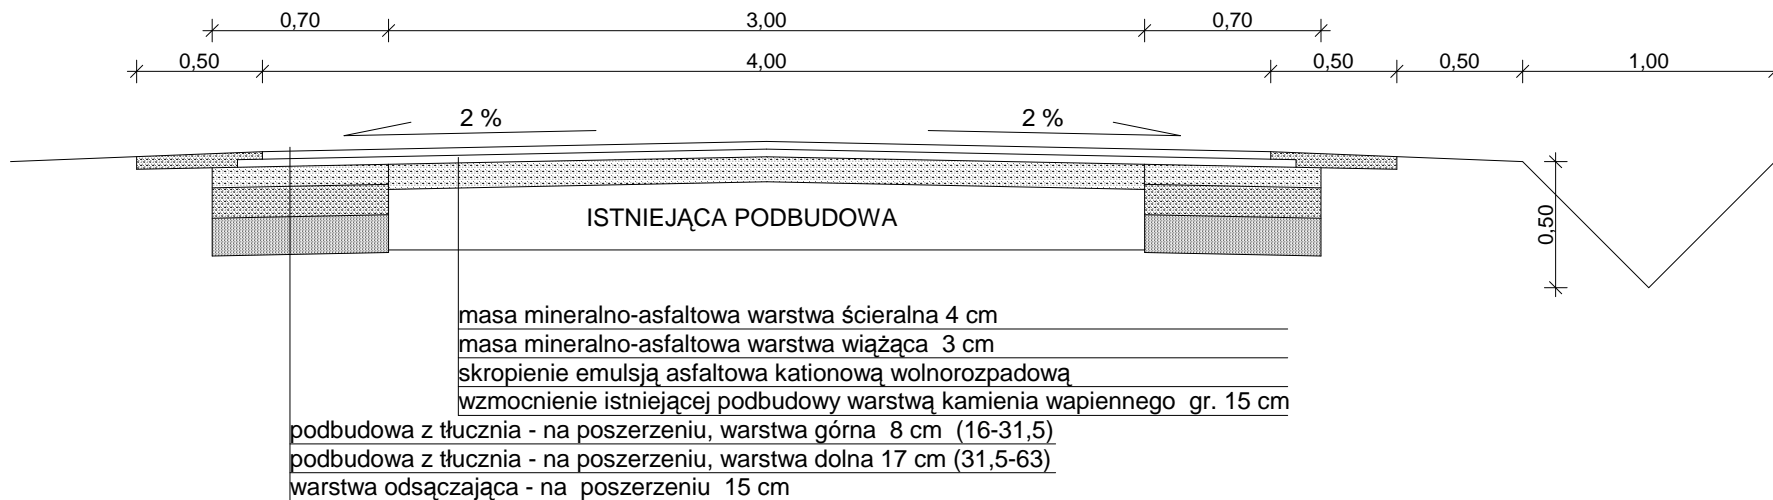 0,70 3,00 0,70
0,50 4,00 0,50 0,50 1,00
2 % 2 %
ISTNIEJĄCA PODBUDOWA
0,50
masa mineralno-asfaltowa warstwa ścieralna 4 cm
masa mineralno-asfaltowa warstwa wiążąca 3 cm
skropienie emulsją asfaltowa kationową wolnorozpadową
wzmocnienie istniejącej podbudowy warstwą kamienia wapiennego gr. 15 cm
podbudowa z tłucznia - na poszerzeniu, warstwa górna 8 cm (16-31,5)
podbudowa z tłucznia - na poszerzeniu, warstwa dolna 17 cm (31,5-63)
warstwa odsączająca - na poszerzeniu 15 cm